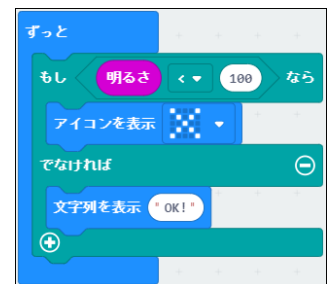 ずっと
もし 明るさ < 100 なら
アイコンを表示
でなければ
文字列を表示 "OK!"